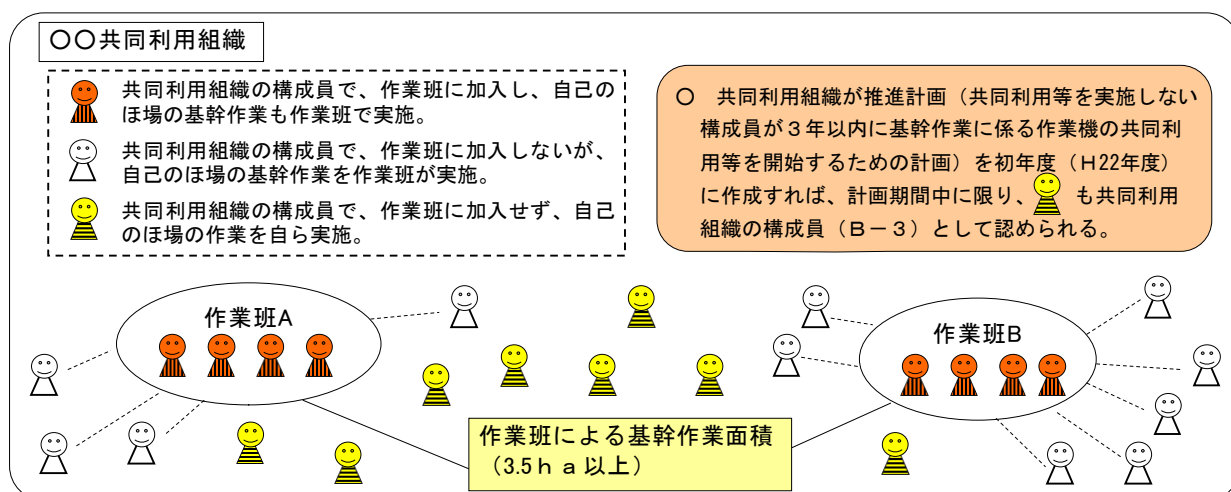 〇〇共同利用組織
共同利用組織の構成員で、作業班に加入し、自己の
ほ場の基幹作業も作業班で実施。
共同利用組織の構成員で、作業班に加入しないが、
自己のほ場の基幹作業を作業班が実施。
共同利用組織の構成員で、作業班に加入せず、自己
のほ場の作業を自ら実施。
〇 共同利用組織が推進計画（共同利用等を実施しない
構成員が３年以内に基幹作業に係る作業機の共同利
用等を開始するための計画）を初年度（Ｈ22年度）
に作成すれば、計画期間中に限り、 も共同利用
組織の構成員（Ｂ－３）として認められる。
作業班A
作業班B
作業班による基幹作業面積
（3.5ｈａ以上）